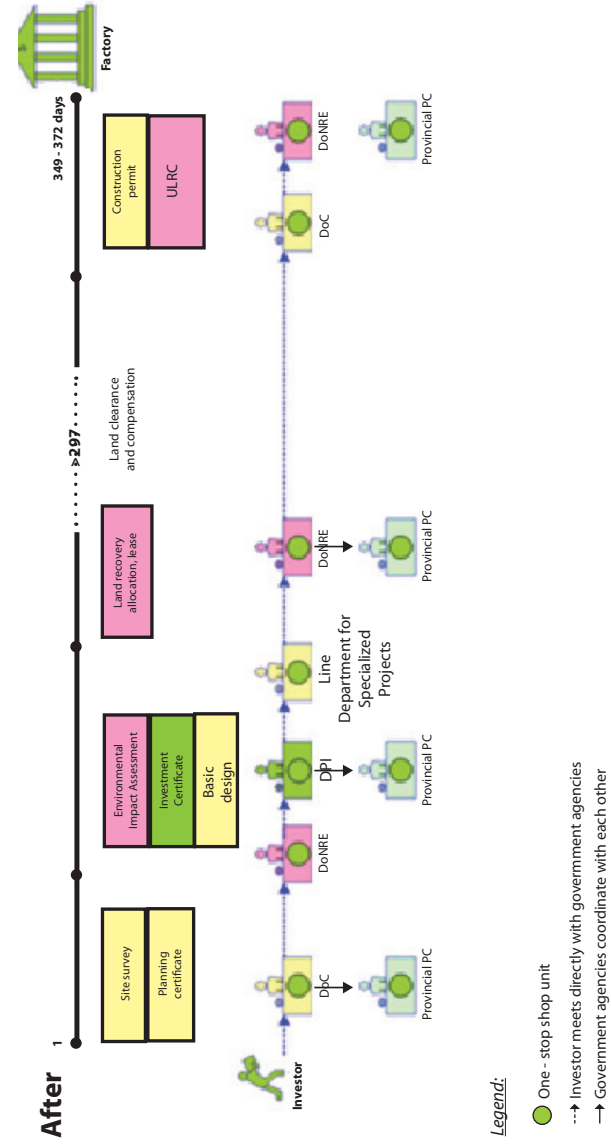 After
1
>297
349 - 372 days
Factory
Site survey
Planning
certificate
Environmental
Impact Assessment
Investment
Certificate
Basic
design
Land recovery
allocation, lease
Land clearance
and compensation
Construction
permit
ULRC
Investor
DoC
DoNRE
DPI
Line
Department for
Specialized
Projects
DoNRE
DoC
DoNRE
Provincial PC
Provincial PC
Provincial PC
Provincial PC
Legend:
One - stop shop unit
Investor meets directly with govermment agencies
Government agencies coordinate with each other